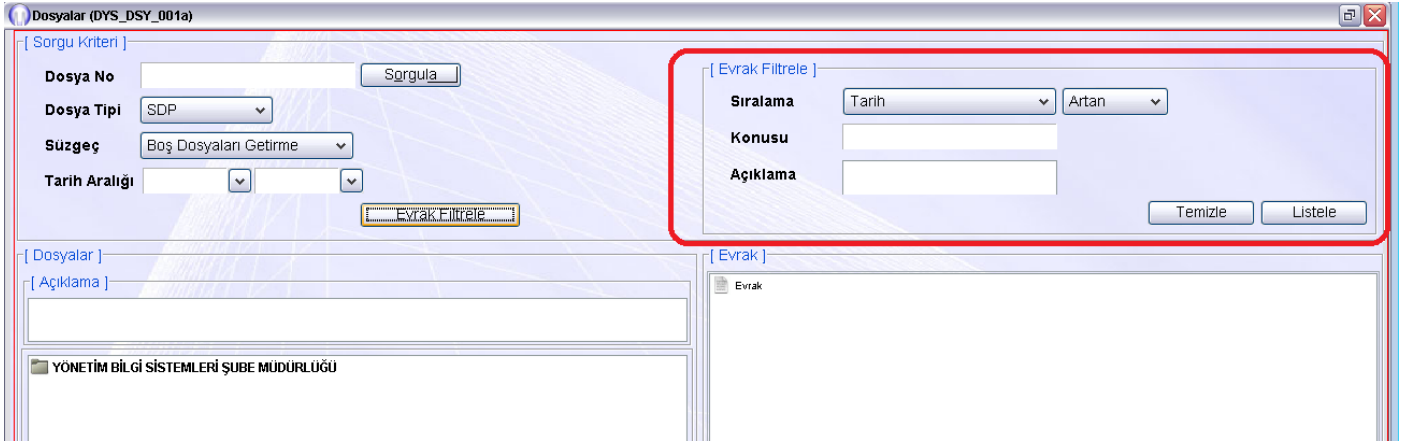 Dosyalar (DYS_DSY_001a)
[ Sorgu Kriteri ]
Dosya No
Sorgula
Dosya Tipi
SDP
Süzgeç
Boş Dosyaları Getirme
Tarih Aralığı
Evrak Filtrele
[ Evrak Filtrele ]
Sıralama
Tarih
Artan
Konusu
Açıklama
Temizle
Listele
[ Dosyalar ]
[ Açıklama ]
YÖNETİM BİLGİ SİSTEMLERİ ŞUBE MÜDÜRLÜĞÜ
[ Evrak ]
Evrak